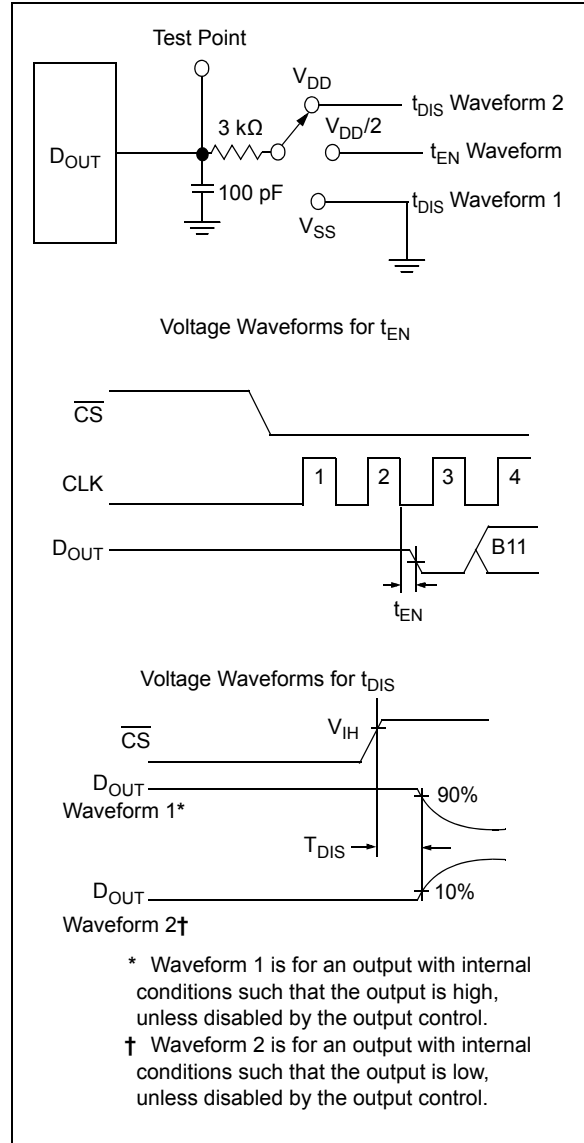 Test Point
VDD
tDIS Waveform 2
3 kΩ
VDD/2
DOUT
tEN Waveform
100 pF
tDIS Waveform 1
VSS
Voltage Waveforms for tEN
CS
CLK
1 2 3 4
DOUT
B11
tEN
Voltage Waveforms for tDIS
VIH
CS
DOUT
90%
Waveform 1*
TDIS
DOUT
10%
Waveform 2†
* Waveform 1 is for an output with internal
conditions such that the output is high,
unless disabled by the output control.
† Waveform 2 is for an output with internal
conditions such that the output is low,
unless disabled by the output control.